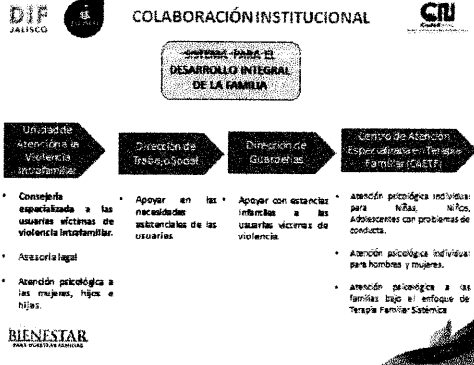 DIF
JALISCO
COLABORACIÓN INSTITUCIONAL
SISTEMA PARA EL
DESARROLLO INTEGRAL
DE LA FAMILIA
Unidad de
Atención a la
Violencia
Intrafamiliar
Dirección de
Trabajo Social
Dirección de
Guarderías
Centro de Atención
Especializada en Terapia
Familiar (CAETF)
• Consejería
especializada a las
usuarias víctimas de
violencia intrafamiliar.
• Asesoría legal
• Atención psicológica a
las mujeres, hijos e
hijas.
• Apoyar en las
necesidades
asistenciales de las
usuarias
• Apoyar con estancias
infantiles a las
usuarias víctimas de
violencia.
• Atención psicológica individual
para Niñas, Niños,
Adolescentes con problemas de
conducta.
• Atención psicológica individual
para hombres y mujeres.
• Atención psicológica a las
familias bajo el enfoque de
Terapia Familiar Sistémica
BIENESTAR